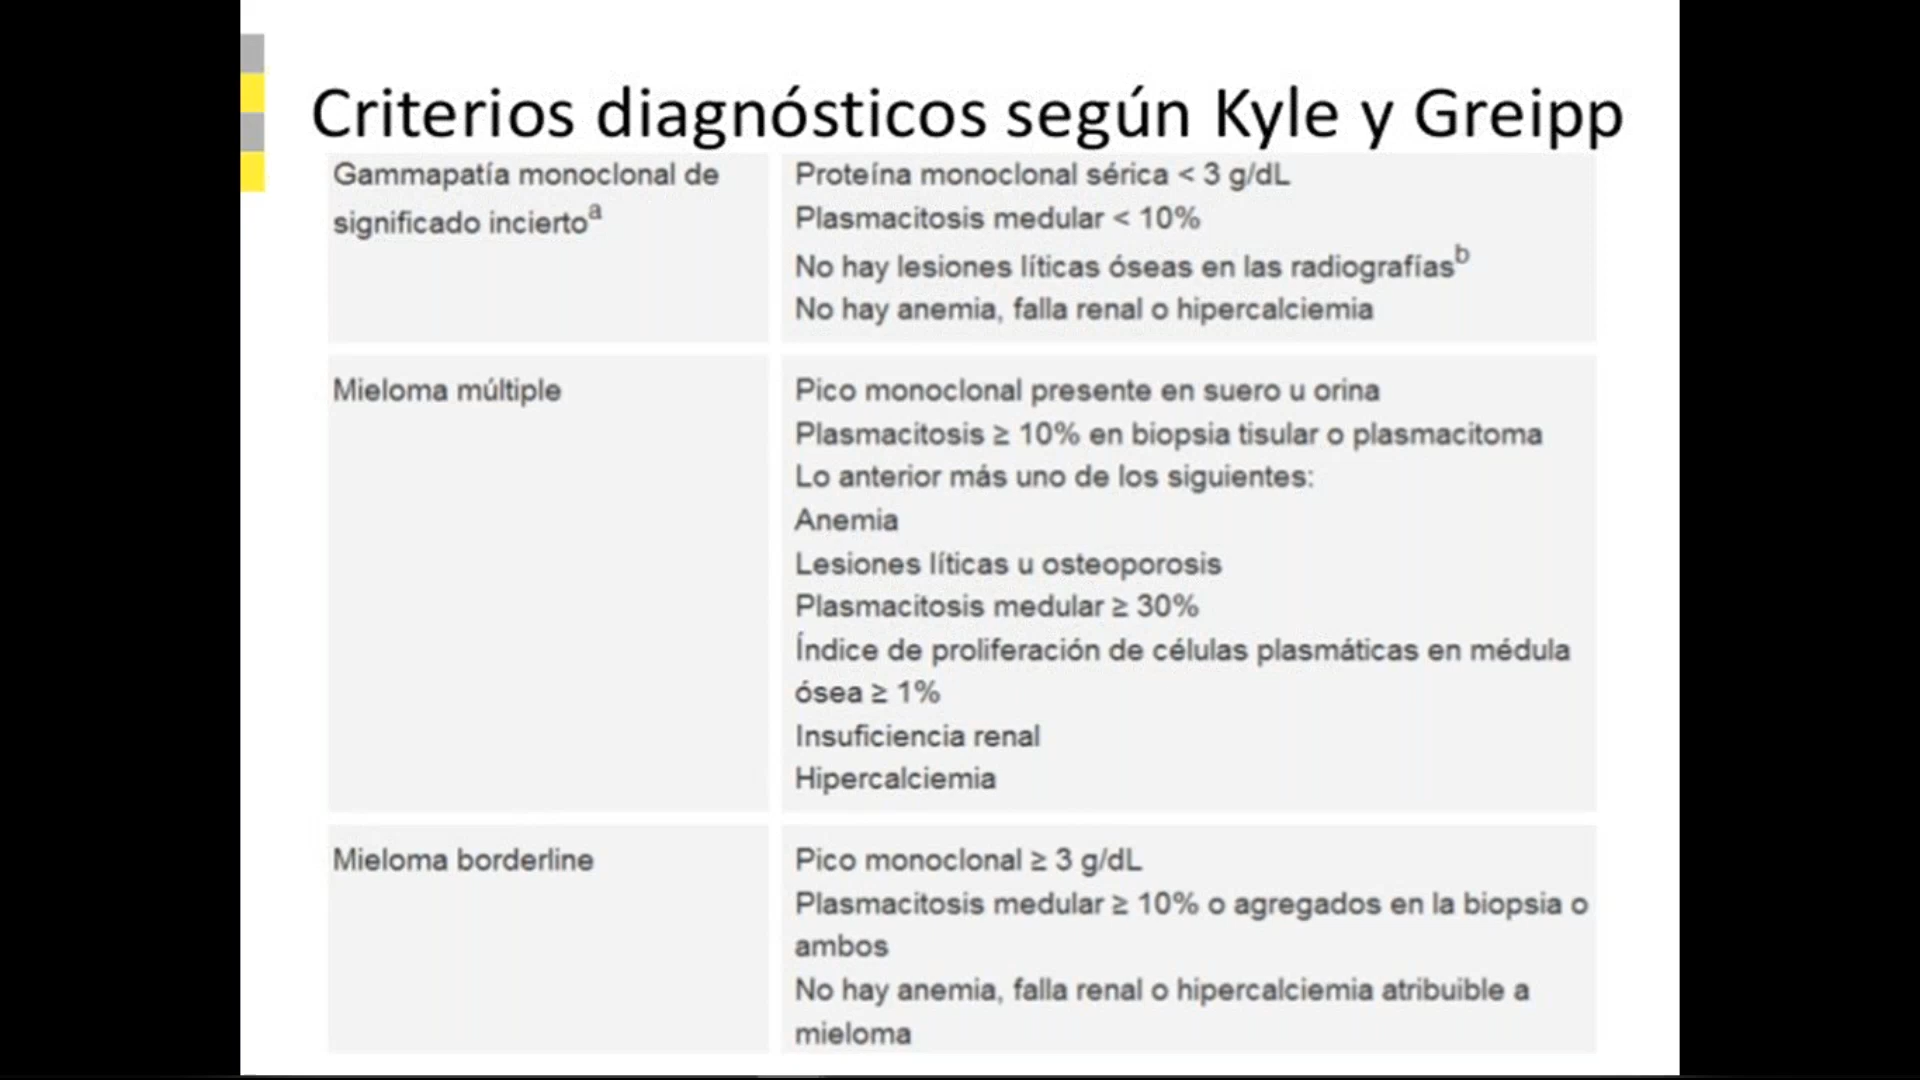 Criterios diagnósticos según Kyle y Greipp
Gammapatía monoclonal de
significado incierto^a
Proteína monoclonal sérica < 3 g/dL
Plasmacitosis medular < 10%
No hay lesiones líticas óseas en las radiografías^b
No hay anemia, falla renal o hipercalciemia
Mieloma múltiple
Pico monoclonal presente en suero u orina
Plasmacitosis ≥ 10% en biopsia tisular o plasmacitoma
Lo anterior más uno de los siguientes:
Anemia
Lesiones líticas u osteoporosis
Plasmacitosis medular ≥ 30%
Índice de proliferación de células plasmáticas en médula
ósea ≥ 1%
Insuficiencia renal
Hipercalciemia
Mieloma borderline
Pico monoclonal ≥ 3 g/dL
Plasmacitosis medular ≥ 10% o agregados en la biopsia o
ambos
No hay anemia, falla renal o hipercalciemia atribuible a
mieloma